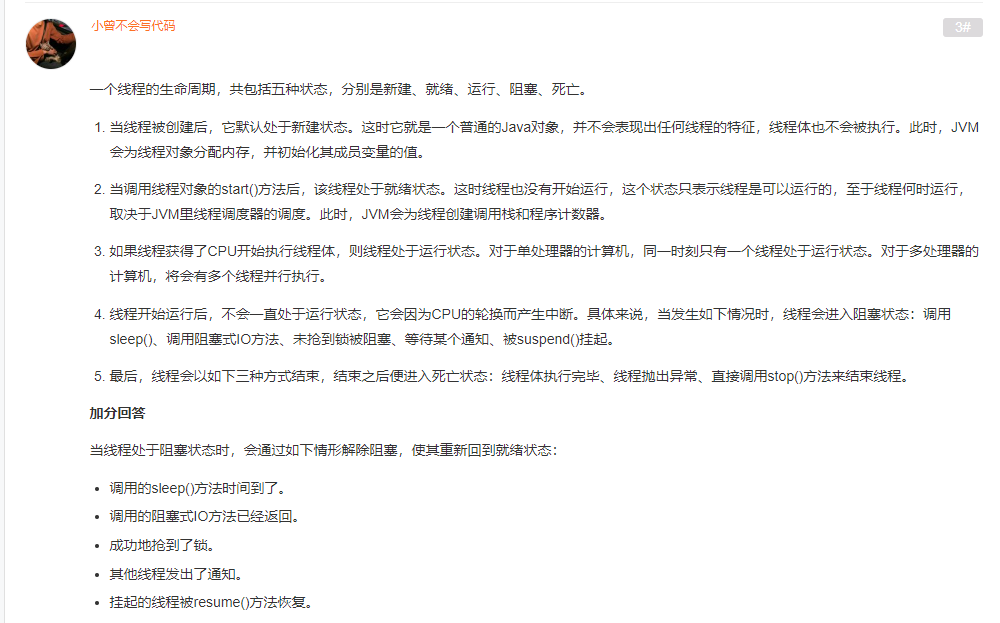 小曾不会写代码
3#
一个线程的生命周期，共包括五种状态，分别是新建、就绪、运行、阻塞、死亡。
1. 当线程被创建后，它默认处于新建状态。这时它就是一个普通的Java对象，并不会表现出任何线程的特征，线程体也不会被执行。此时，JVM
会为线程对象分配内存，并初始化其成员变量的值。
2. 当调用线程对象的start()方法后，该线程处于就绪状态。这时线程也没有开始运行，这个状态只表示线程是可以运行的，至于线程何时运行，
取决于JVM里线程调度器的调度。此时，JVM会为线程创建调用栈和程序计数器。
3. 如果线程获得了CPU开始执行线程体，则线程处于运行状态。对于单处理器的计算机，同一时刻只有一个线程处于运行状态。对于多处理器的
计算机，将会有多个线程并行执行。
4. 线程开始运行后，不会一直处于运行状态，它会因为CPU的轮换而产生中断。具体来说，当发生如下情况时，线程会进入阻塞状态：调用
sleep()、调用阻塞式IO方法、未抢到锁被阻塞、等待某个通知、被suspend()挂起。
5. 最后，线程会以如下三种方式结束，结束之后便进入死亡状态：线程体执行完毕、线程抛出异常、直接调用stop()方法来结束线程。
加分回答
当线程处于阻塞状态时，会通过如下情形解除阻塞，使其重新回到就绪状态：
• 调用的sleep()方法时间到了。
• 调用的阻塞式IO方法已经返回。
• 成功地抢到了锁。
• 其他线程发出了通知。
• 挂起的线程被resume()方法恢复。